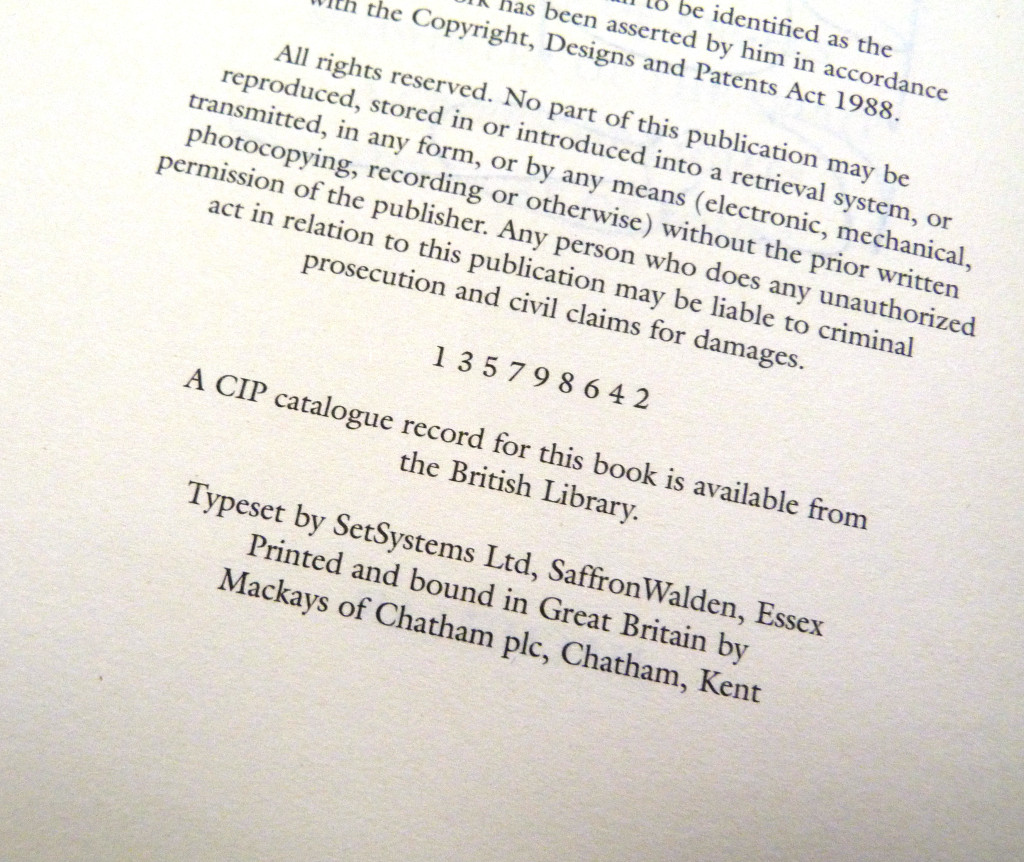 to be identified as the
has been asserted by him in accordance
with the Copyright, Designs and Patents Act 1988.
All rights reserved. No part of this publication may be
reproduced, stored in or introduced into a retrieval system, or
transmitted, in any form, or by any means (electronic, mechanical,
photocopying, recording or otherwise) without the prior written
permission of the publisher. Any person who does any unauthorized
act in relation to this publication may be liable to criminal
prosecution and civil claims for damages.
1 3 5 7 9 8 6 4 2
A CIP catalogue record for this book is available from
the British Library.
Typeset by SetSystems Ltd, SaffronWalden, Essex
Printed and bound in Great Britain by
Mackays of Chatham plc, Chatham, Kent